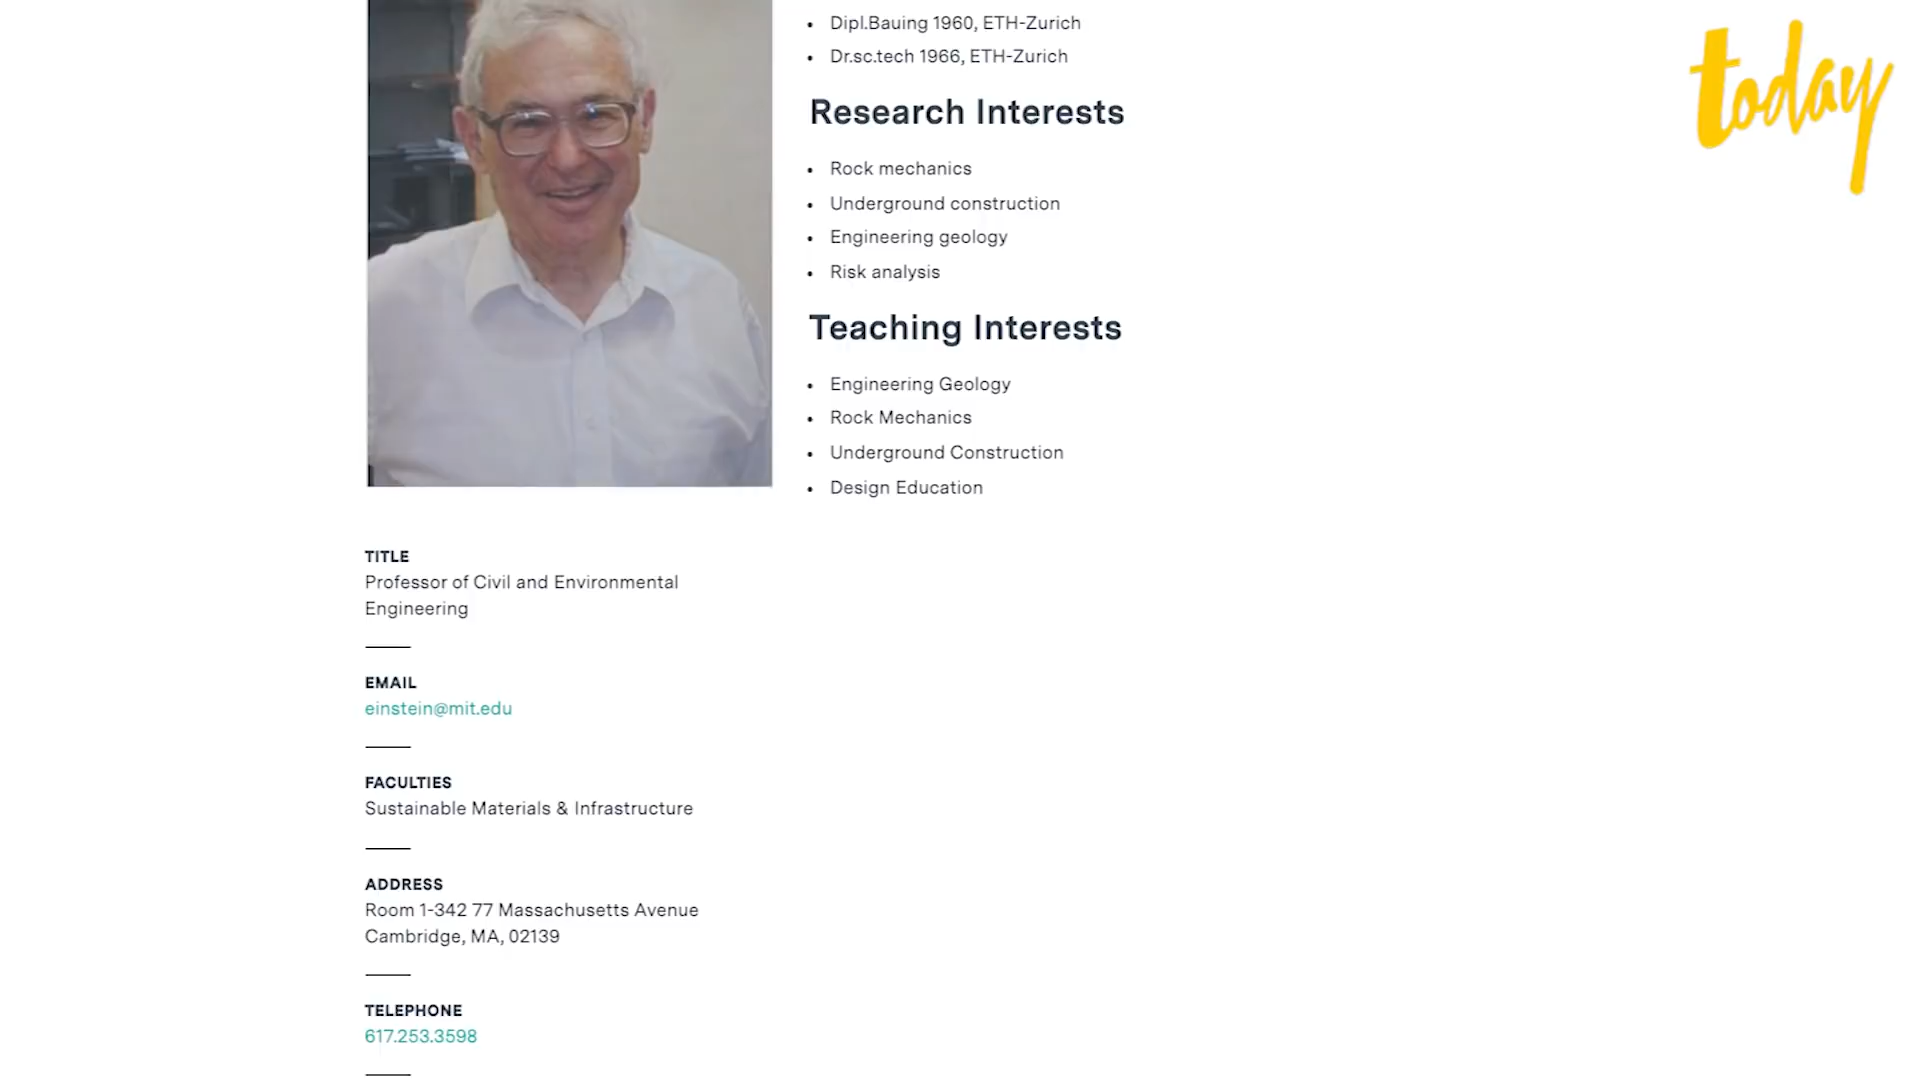 today
Dipl.Bauing 1960, ETH-Zurich
Dr.sc.tech 1966, ETH-Zurich
Research Interests
Rock mechanics
Underground construction
Engineering geology
Risk analysis
Teaching Interests
Engineering Geology
Rock Mechanics
Underground Construction
Design Education
TITLE
Professor of Civil and Environmental
Engineering
EMAIL
einstein@mit.edu
FACULTIES
Sustainable Materials & Infrastructure
ADDRESS
Room 1-342 77 Massachusetts Avenue
Cambridge, MA, 02139
TELEPHONE
617.253.3598